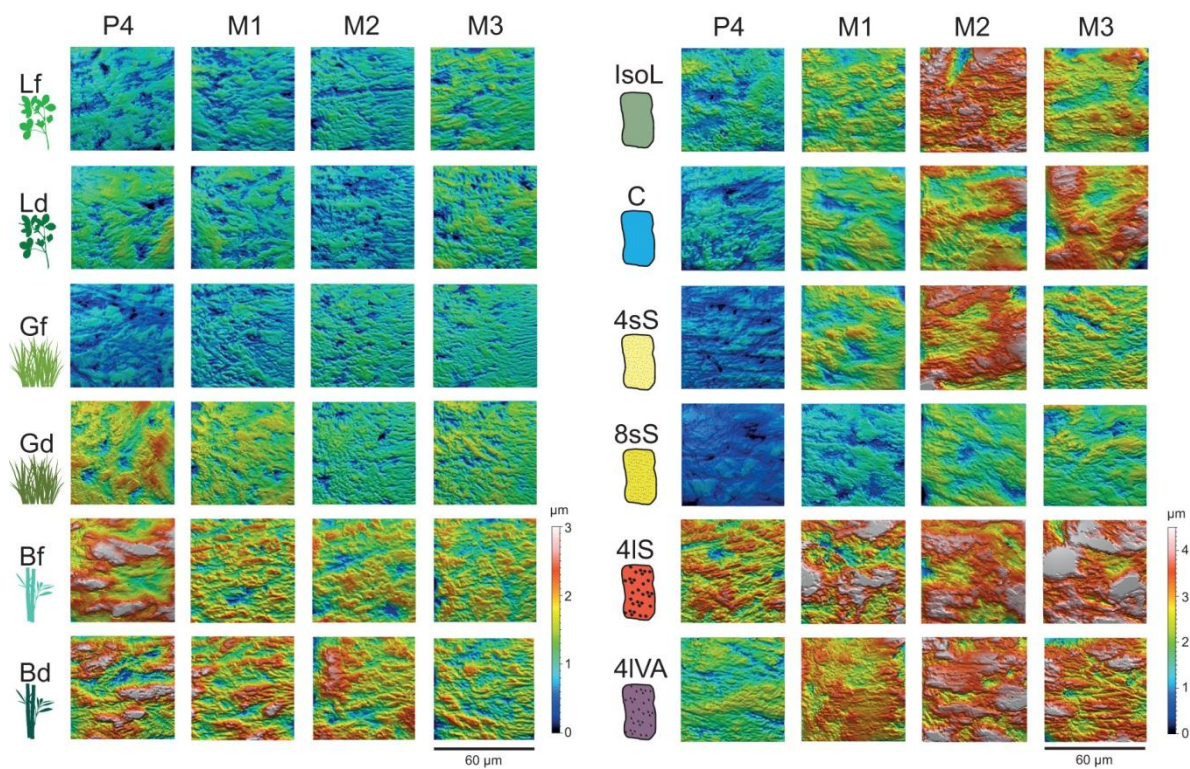 P4 M1 M2 M3
Lf
Ld
Gf
Gd
Bf
Bd
µm
3
2
1
0
60 µm
P4 M1 M2 M3
IsoL
C
4sS
8sS
4lS
4lVA
µm
4
3
2
1
0
60 µm